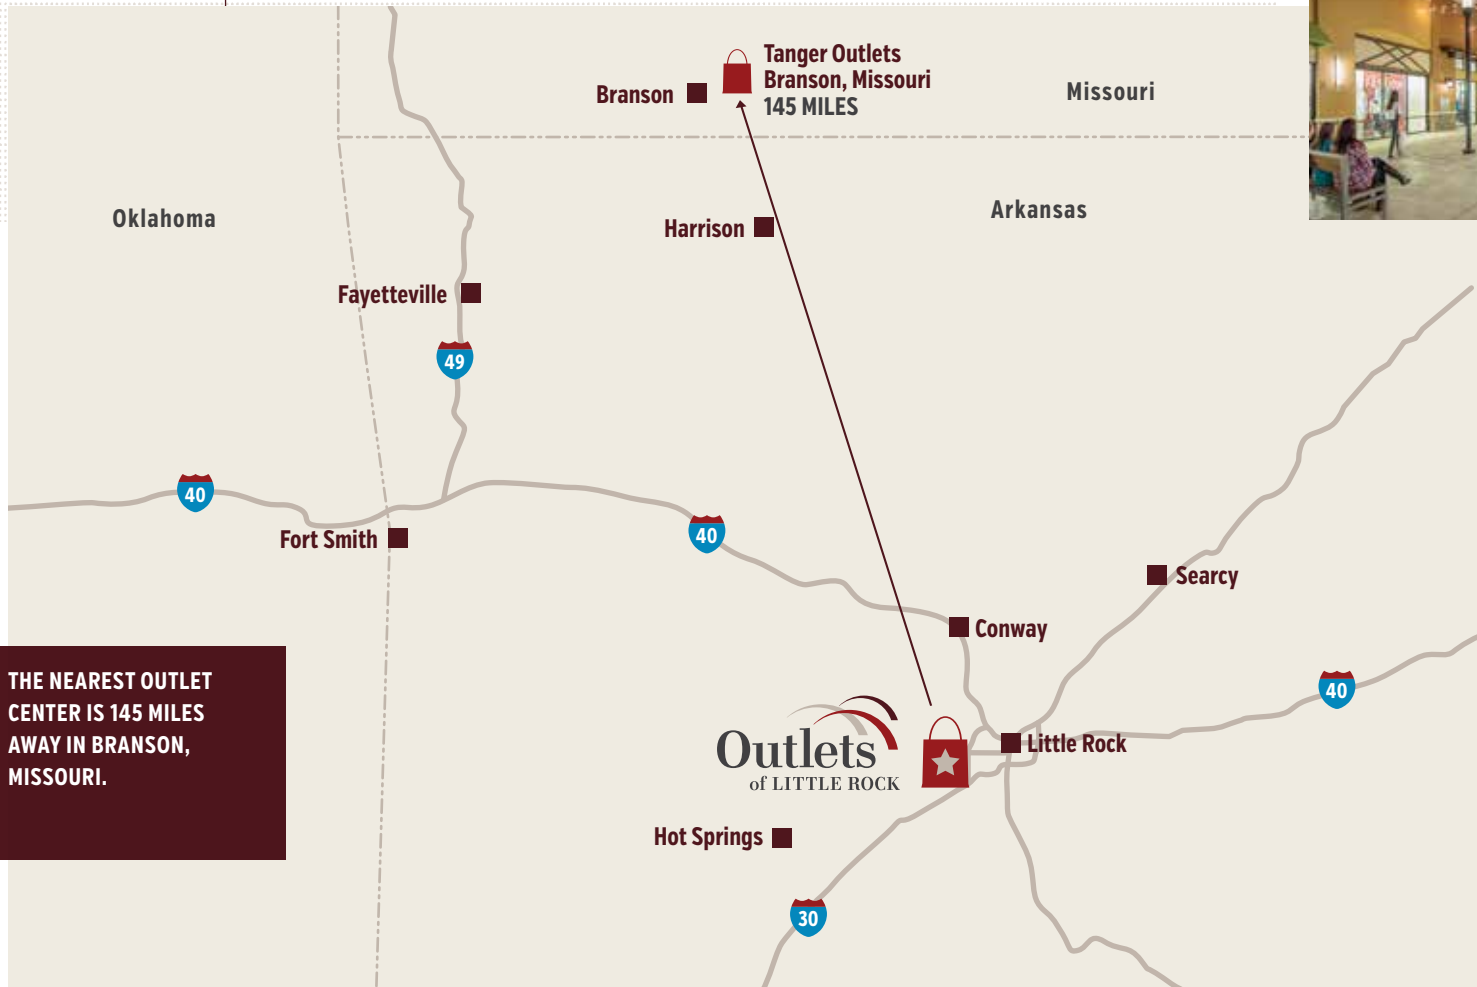 Tanger Outlets
Branson, Missouri
145 MILES
Branson
Missouri
Oklahoma
Arkansas
Harrison
Fayetteville
49
40
40
Fort Smith
Searcy
Conway
THE NEAREST OUTLET
CENTER IS 145 MILES
AWAY IN BRANSON,
MISSOURI.
40
Outlets
of LITTLE ROCK
Little Rock
Hot Springs
30